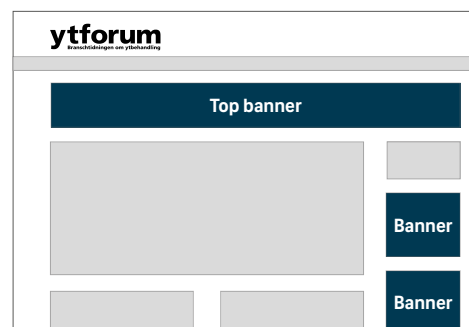 ytforum
Branschtidningen om ytbehandling
Top banner
Banner
Banner